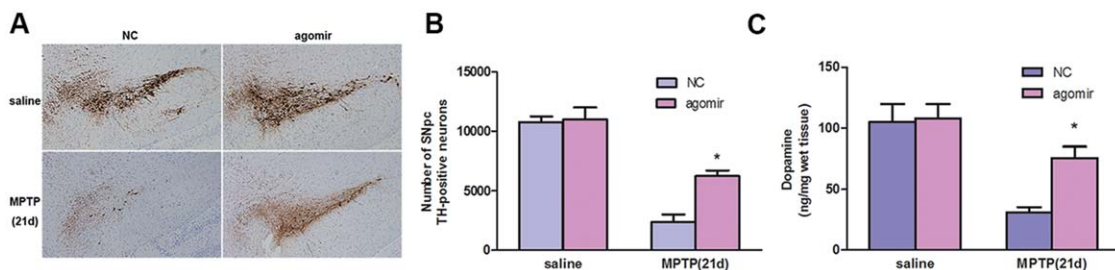 A
NC
agomir
saline
MPTP
(21d)
B
Number of SNpc
TH-positive neurons
15000
10000
5000
0
NC
agomir
*
saline
MPTP(21d)
C
Dopamine
(ng/mg wet tissue)
150
100
50
0
NC
agomir
*
saline
MPTP(21d)